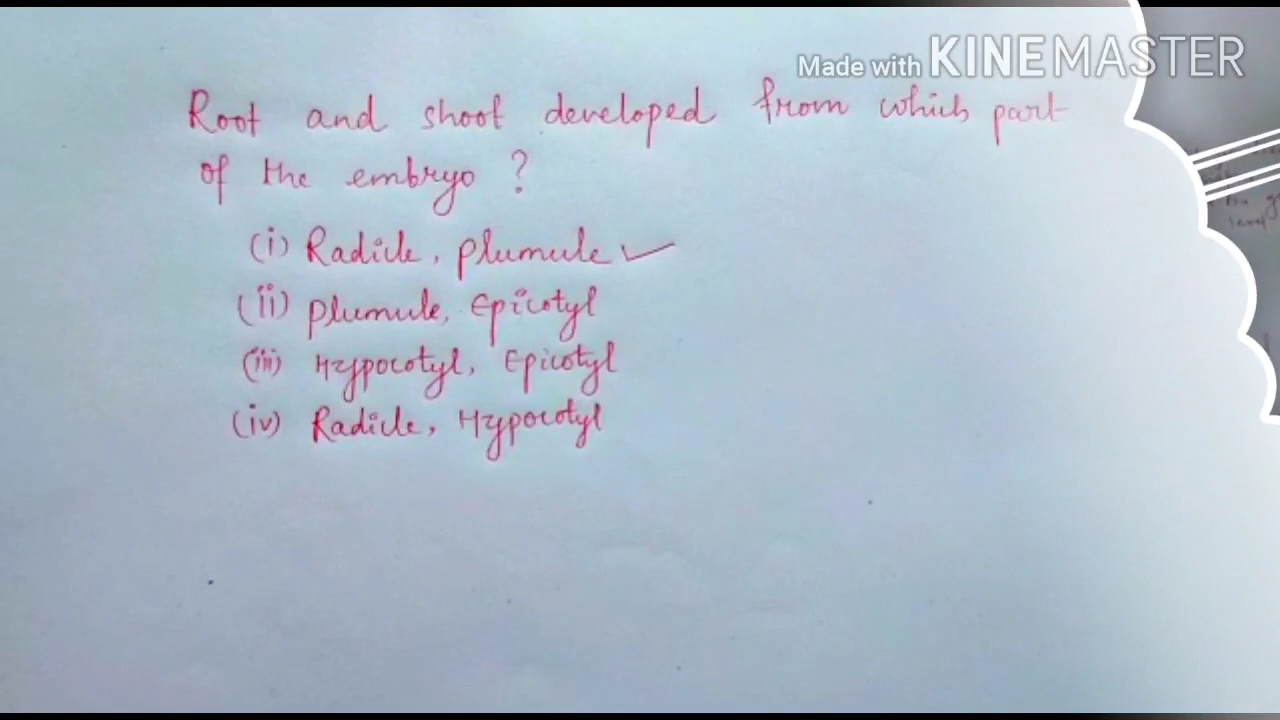 Made with KINEMASTER
Root and shoot developed from which part
of the embryo ?
(i) Radicle, plumule ✓
(ii) plumule, Epicotyl
(iii) Hypocotyl, Epicotyl
(iv) Radicle, Hypocotyl